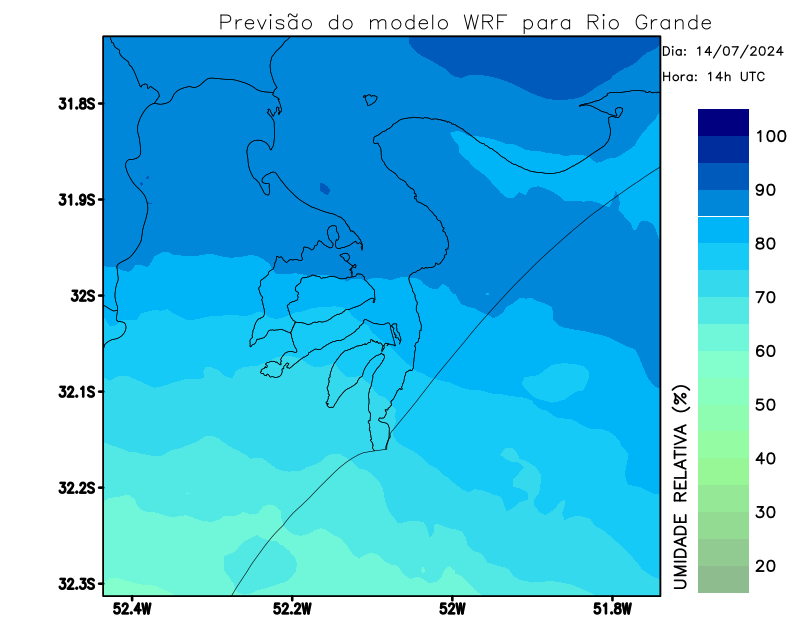 Previsão do modelo WRF para Rio Grande
Dia: 14/07/2024
Hora: 14h UTC
31.8S
31.9S
32S
32.1S
32.2S
32.3S
52.4W
52.2W
52W
51.8W
100
90
80
70
60
50
40
30
20
UMIDADE RELATIVA (%)